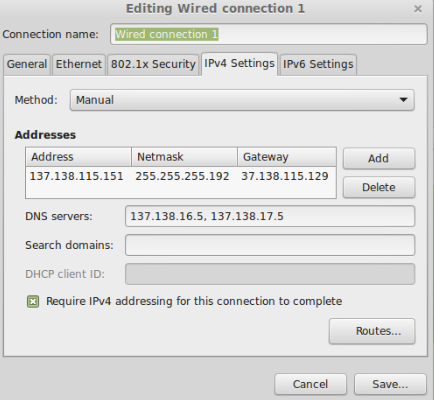 Editing Wired connection 1
Connection name: Wired connection 1
General Ethernet 802.1x Security IPv4 Settings IPv6 Settings
Method: Manual
Addresses
Address Netmask Gateway
137.138.115.151 255.255.255.192 37.138.115.129
Add
Delete
DNS servers: 137.138.16.5, 137.138.17.5
Search domains:
DHCP client ID:
Require IPv4 addressing for this connection to complete
Routes...
Cancel Save...